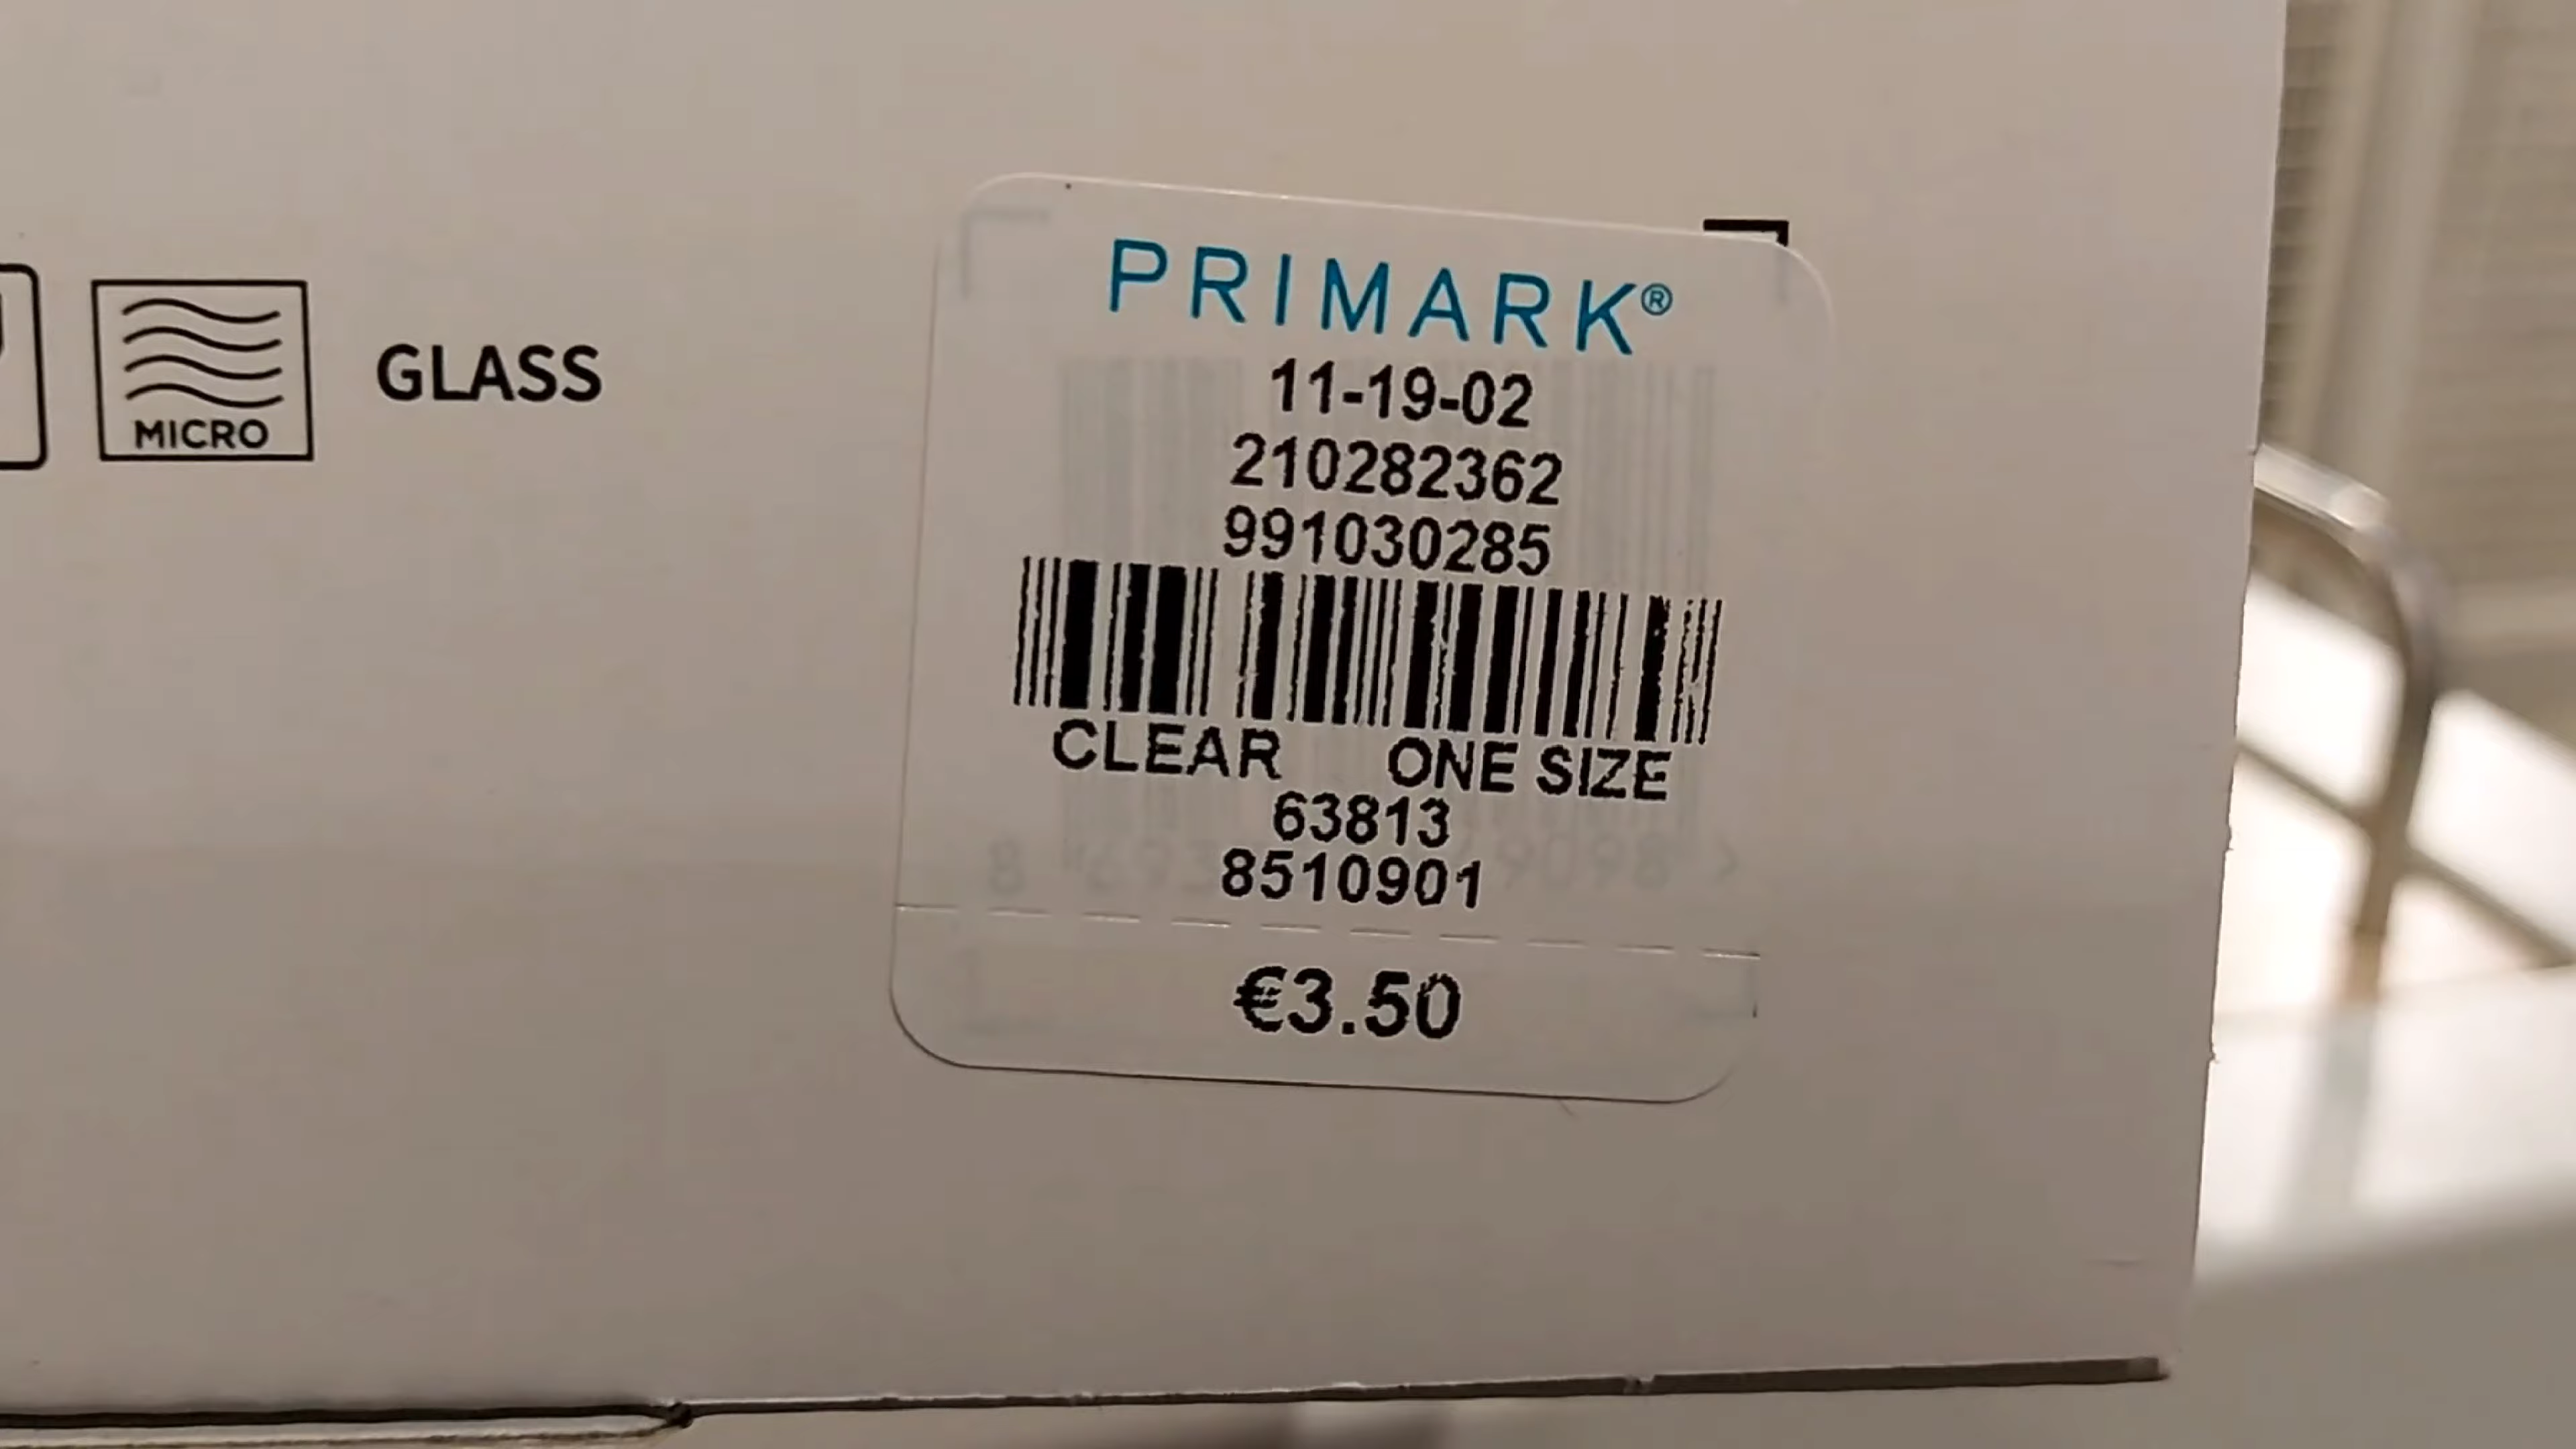 MICRO
GLASS
PRIMARK®
11-19-02
210282362
991030285
CLEAR ONE SIZE
63813
8510901
€3.50